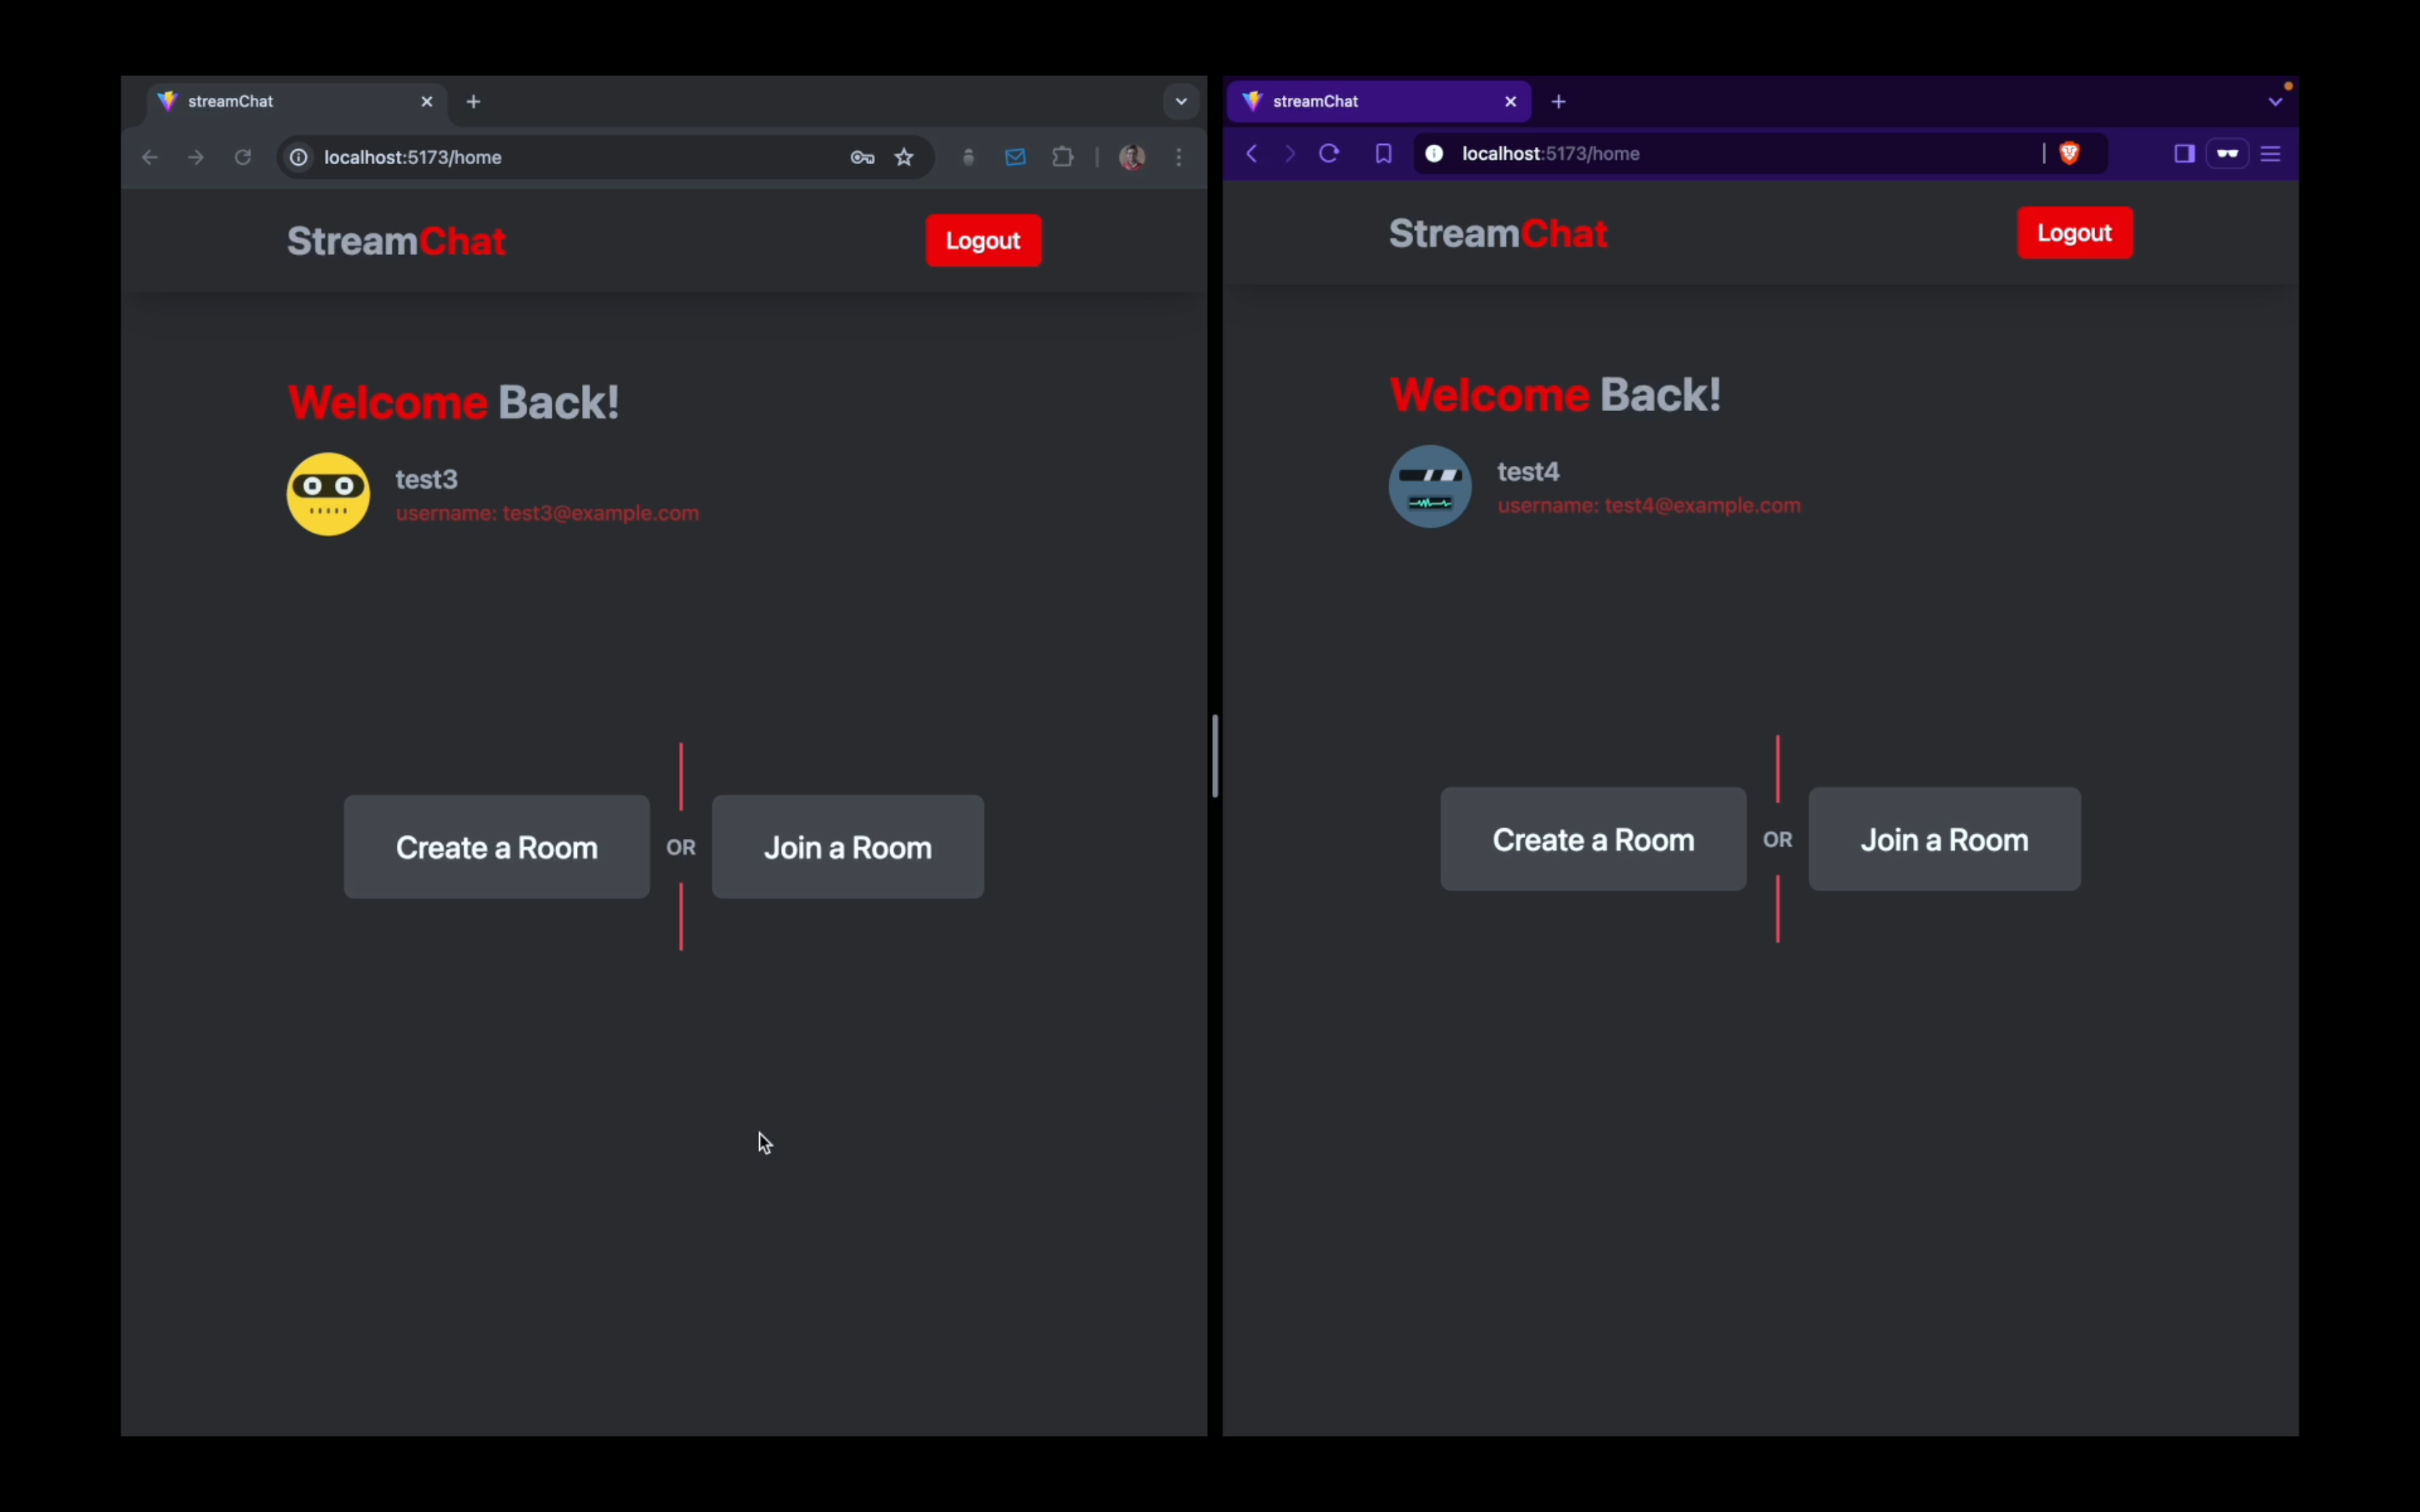 streamChat
localhost:5173/home
StreamChat
Logout
Welcome Back!
test3
username: test3@example.com
Create a Room
OR
Join a Room
streamChat
localhost:5173/home
StreamChat
Logout
Welcome Back!
test4
username: test4@example.com
Create a Room
OR
Join a Room